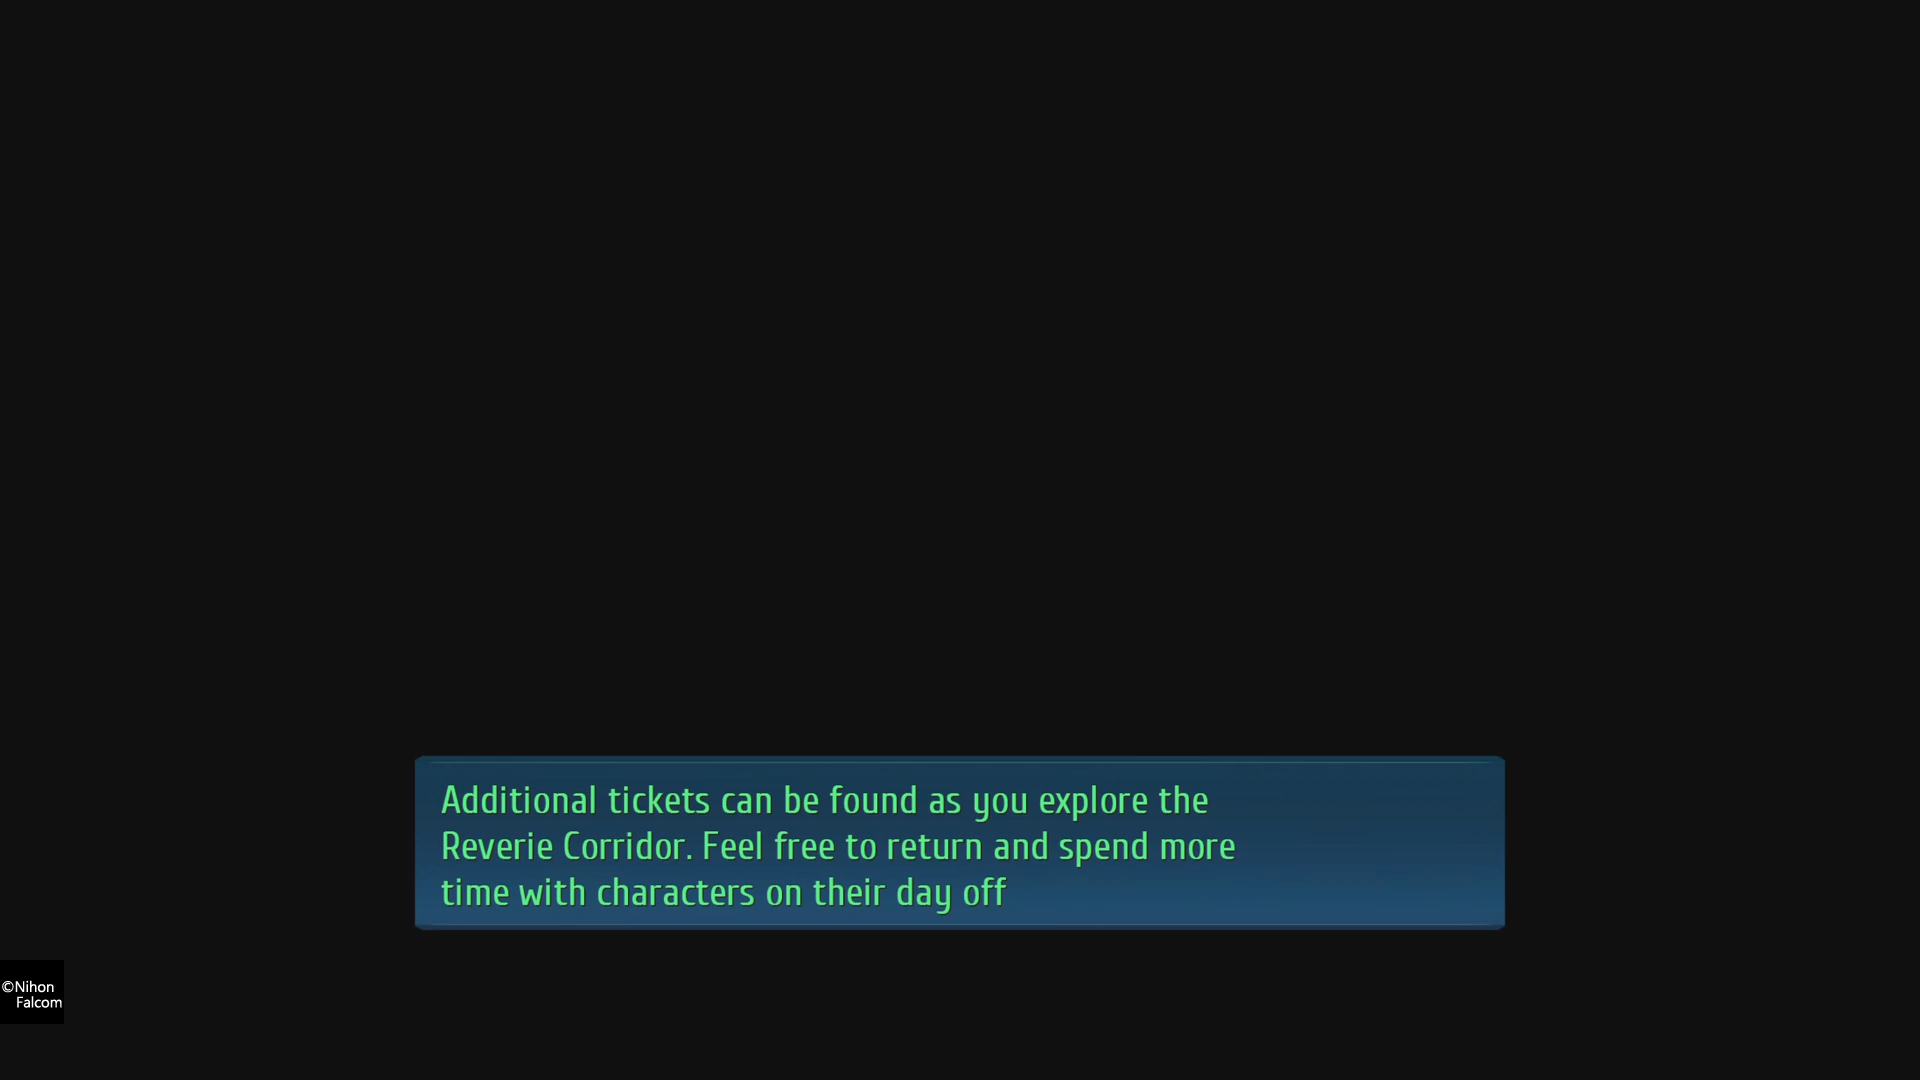 Additional tickets can be found as you explore the
Reverie Corridor. Feel free to return and spend more
time with characters on their day off
©Nihon
Falcom